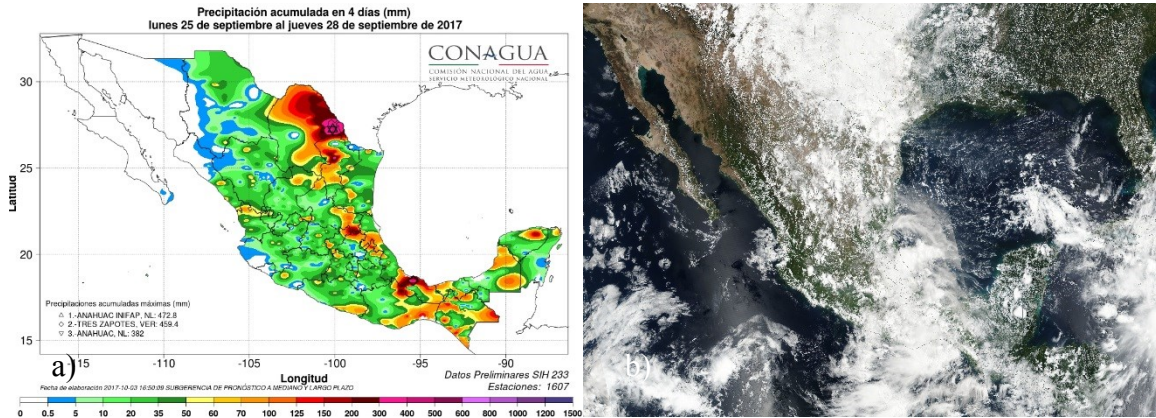 Precipitación acumulada en 4 días (mm)
lunes 25 de septiembre al jueves 28 de septiembre de 2017
CONAGUA
COMISIÓN NACIONAL DEL AGUA
SERVICIO METEOROLÓGICO NACIONAL
30
25
20
15
Latitud
Precipitaciones acumuladas máximas (mm)
1.-ANAHUAC INIFAP, NL: 472.8
2.-TRES ZAPOTES, VER: 459.4
3.-ANAHUAC, NL: 382
-115 -110 -105 -100 -95 -90
a)
Longitud
Datos Preliminares SIH 233
Estaciones: 1607
Fecha de elaboración 2017-10-03 16:50:09 SUBGERENCIA DE PRONÓSTICO A MEDIANO Y LARGO PLAZO
0 0.5 5 10 20 35 50 60 70 100 125 150 200 300 400 500 600 800 1000 1500
b)